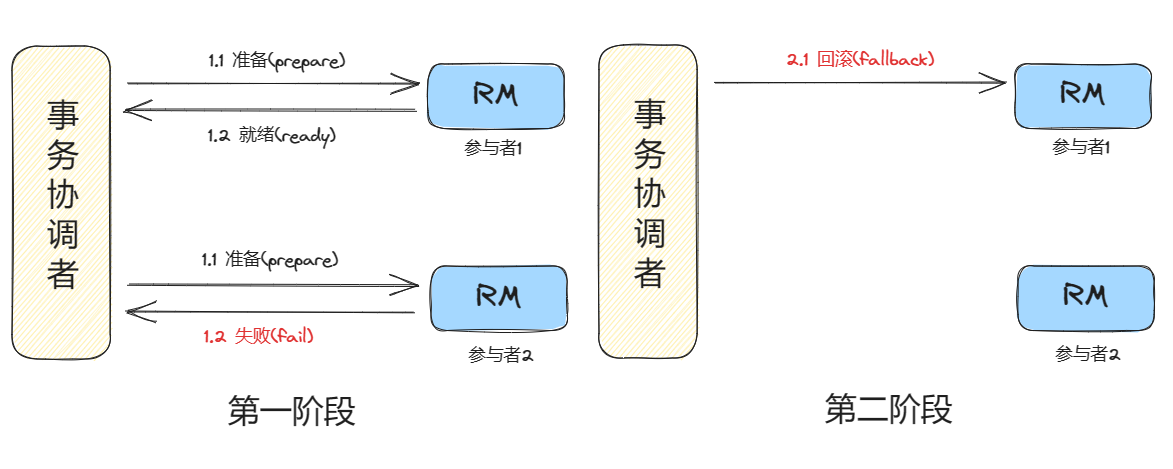 事务协调者
1.1 准备(prepare)
RM
1.2 就绪(ready)
参与者1
1.1 准备(prepare)
RM
1.2 失败(fail)
参与者2
第一阶段
事务协调者
2.1 回滚(fallback)
RM
参与者1
RM
参与者2
第二阶段